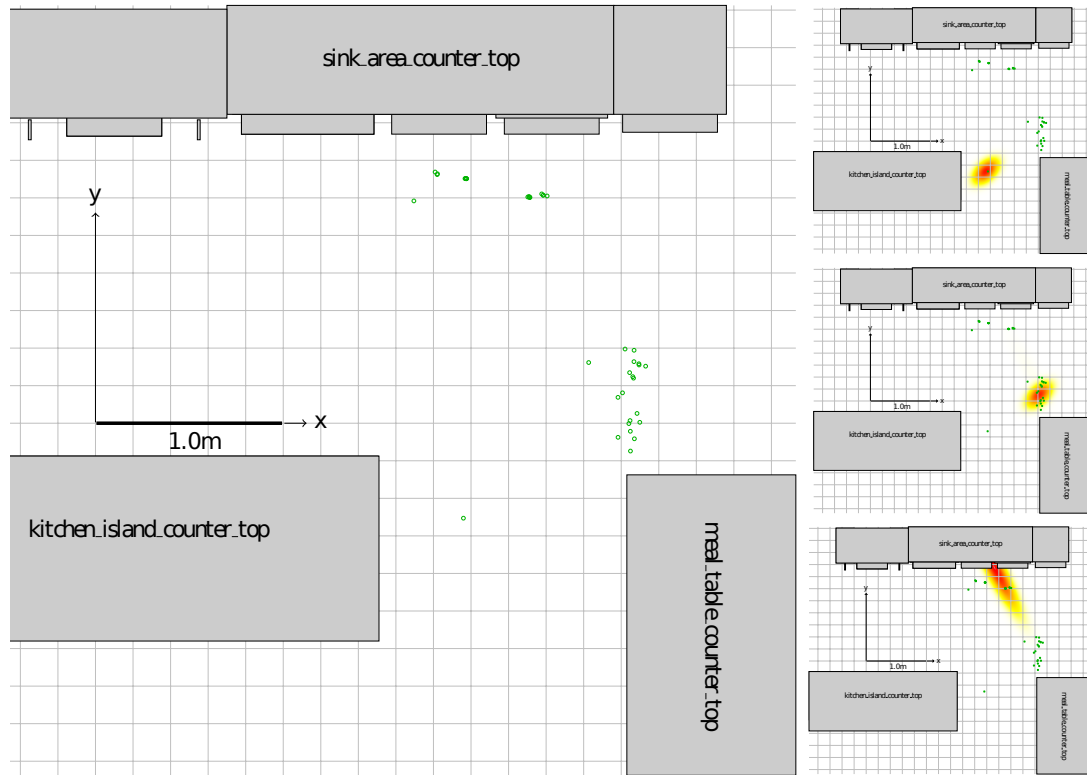 sink_area_counter_top
y
x
1.0m
kitchen_island_counter_top
meal_table_counter_top
sink_area_counter_top
y
x
1.0m
kitchen_island_counter_top
meal_table_counter_top
sink_area_counter_top
y
x
1.0m
kitchen_island_counter_top
meal_table_counter_top
sink_area_counter_top
y
x
1.0m
kitchen_island_counter_top
meal_table_counter_top